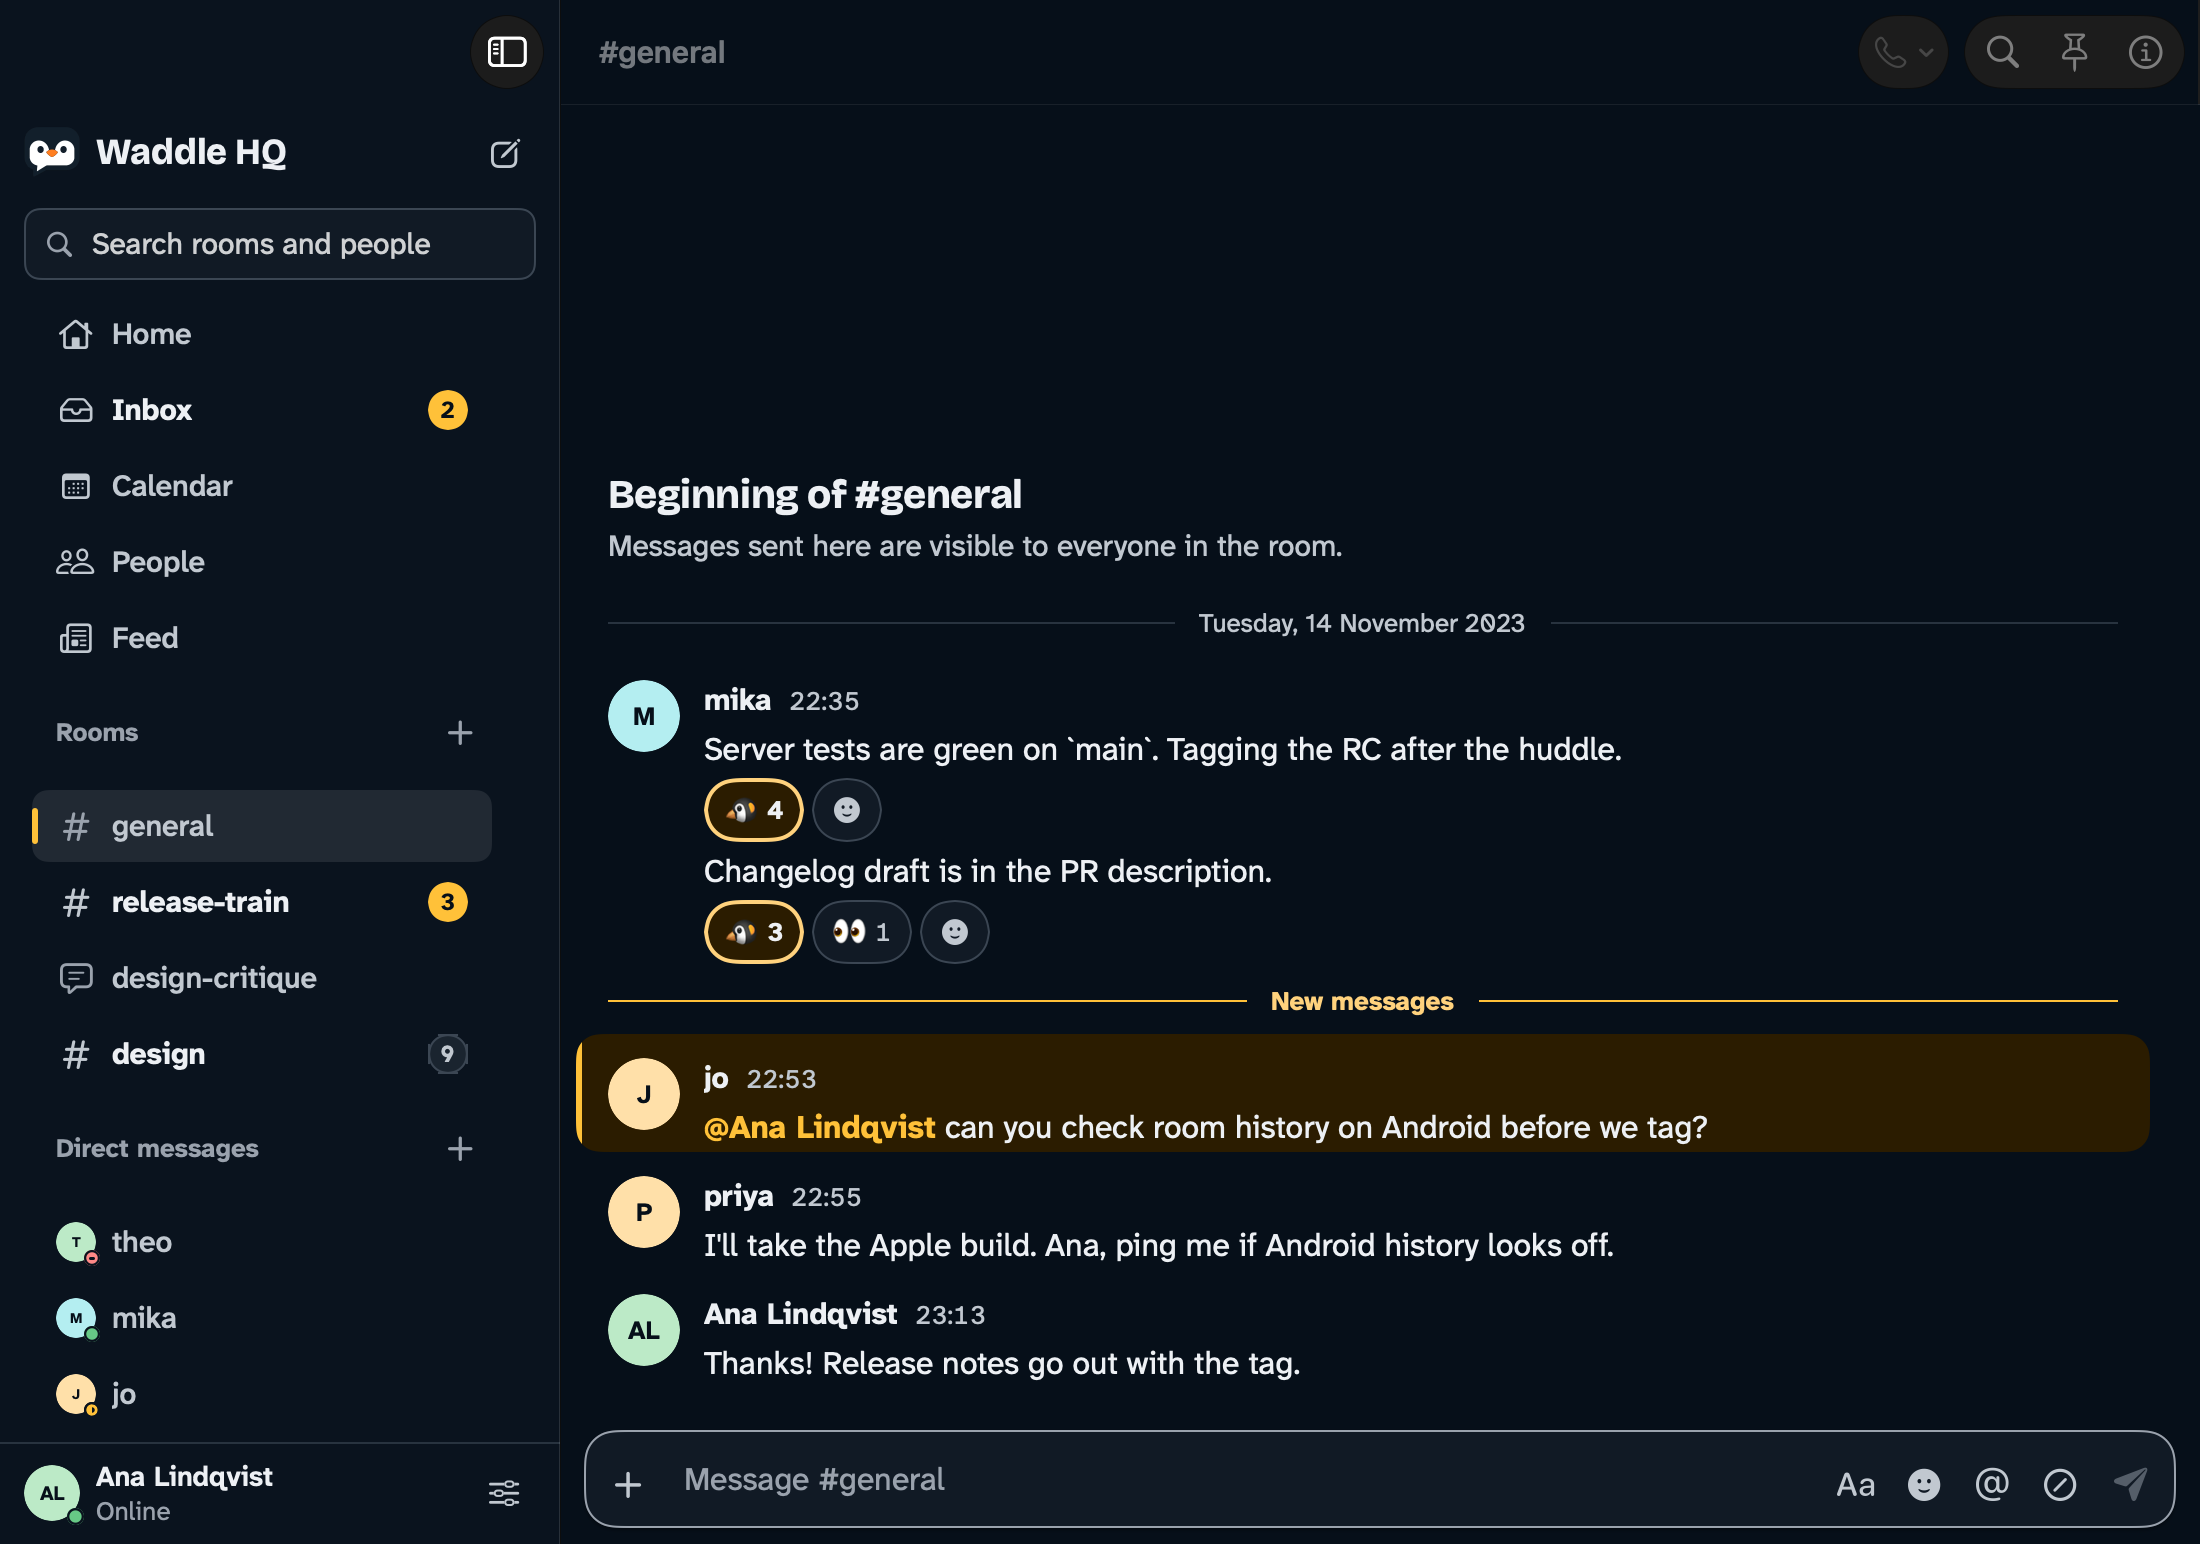 Waddle HQ
Search rooms and people
Home
Inbox 2
Calendar
People
Feed
Rooms
general
release-train 3
design-critique
design 9
Direct messages
T theo
M mika
J jo
AL Ana Lindqvist
Online
#general
Beginning of #general
Messages sent here are visible to everyone in the room.
Tuesday, 14 November 2023
M mika 22:35
Server tests are green on `main`. Tagging the RC after the huddle.
4
Changelog draft is in the PR description.
3 1
New messages
J jo 22:53
@Ana Lindqvist can you check room history on Android before we tag?
P priya 22:55
I'll take the Apple build. Ana, ping me if Android history looks off.
AL Ana Lindqvist 23:13
Thanks! Release notes go out with the tag.
Message #general Aa